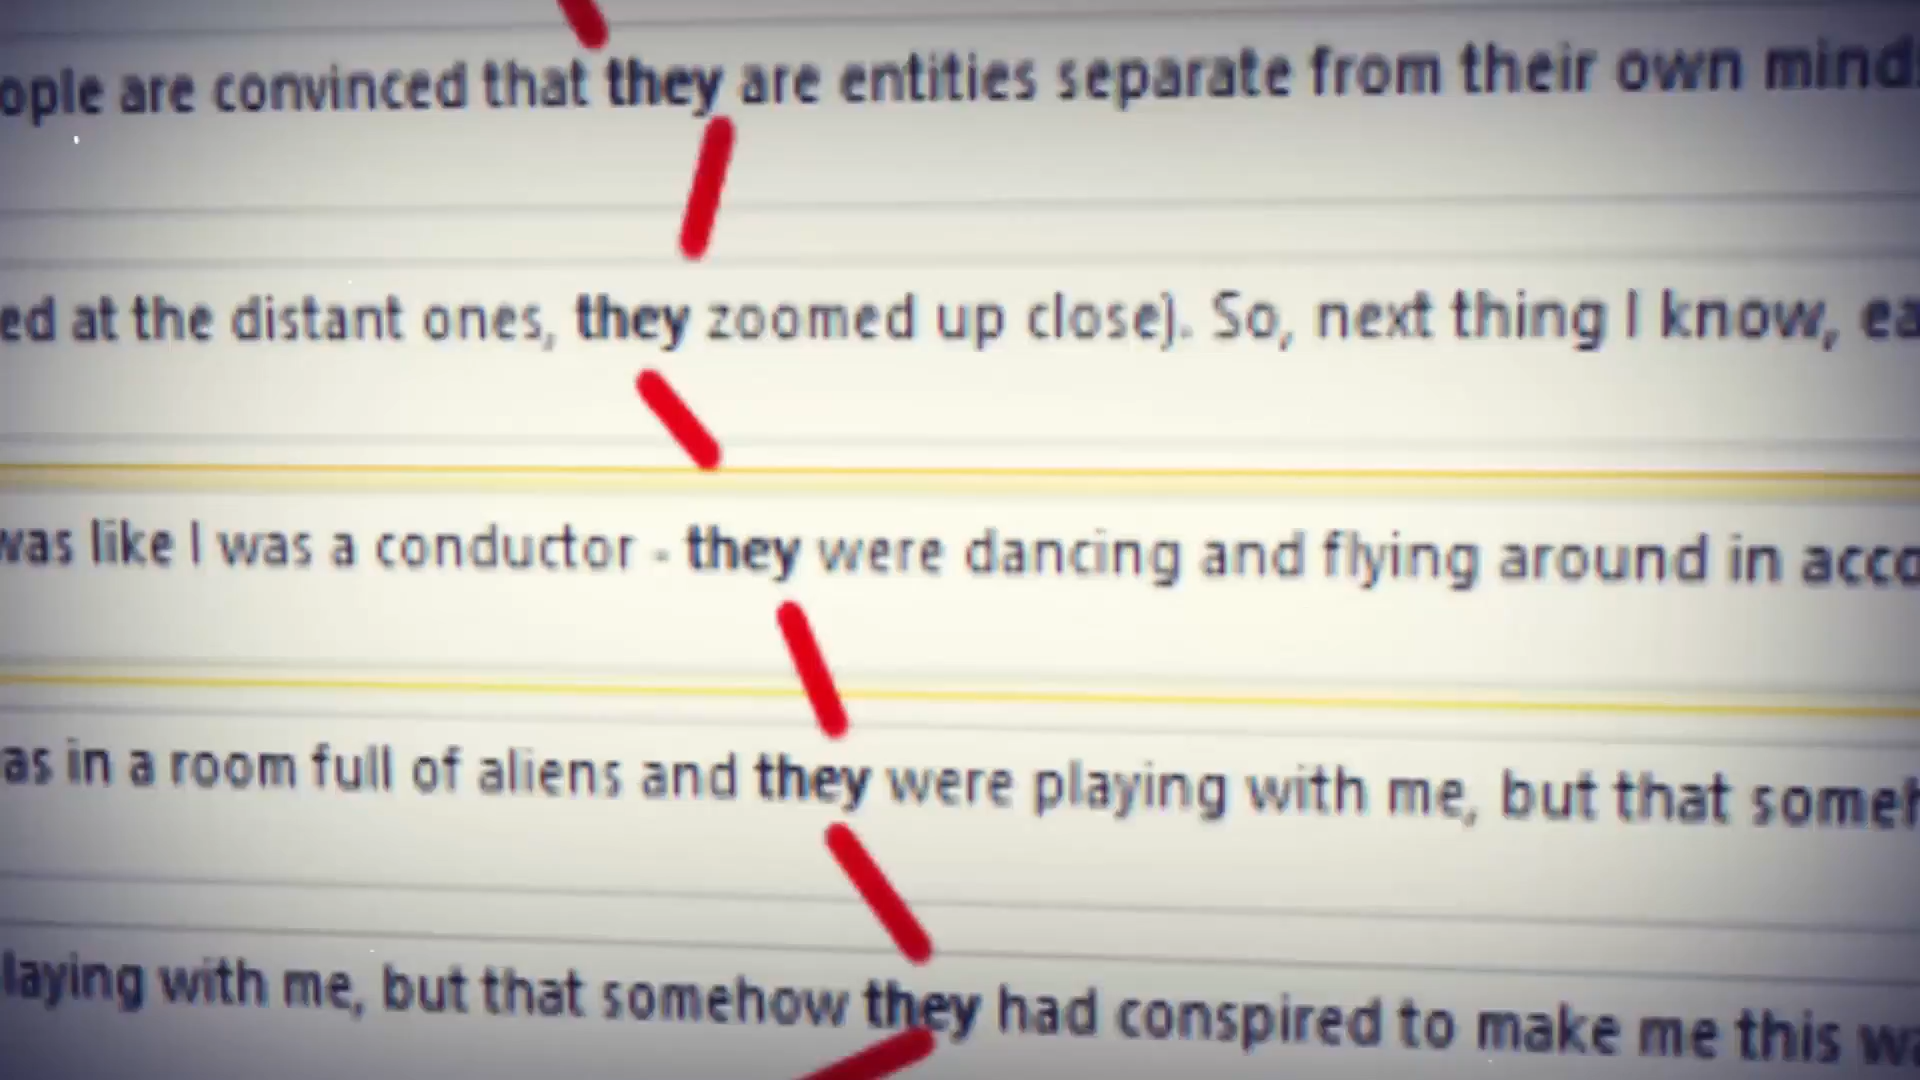 ople are convinced that they are entities separate from their own mind
ed at the distant ones, they zoomed up close). So, next thing I know, ea
was like I was a conductor - they were dancing and flying around in acco
as in a room full of aliens and they were playing with me, but that someh
laying with me, but that somehow they had conspired to make me this wa